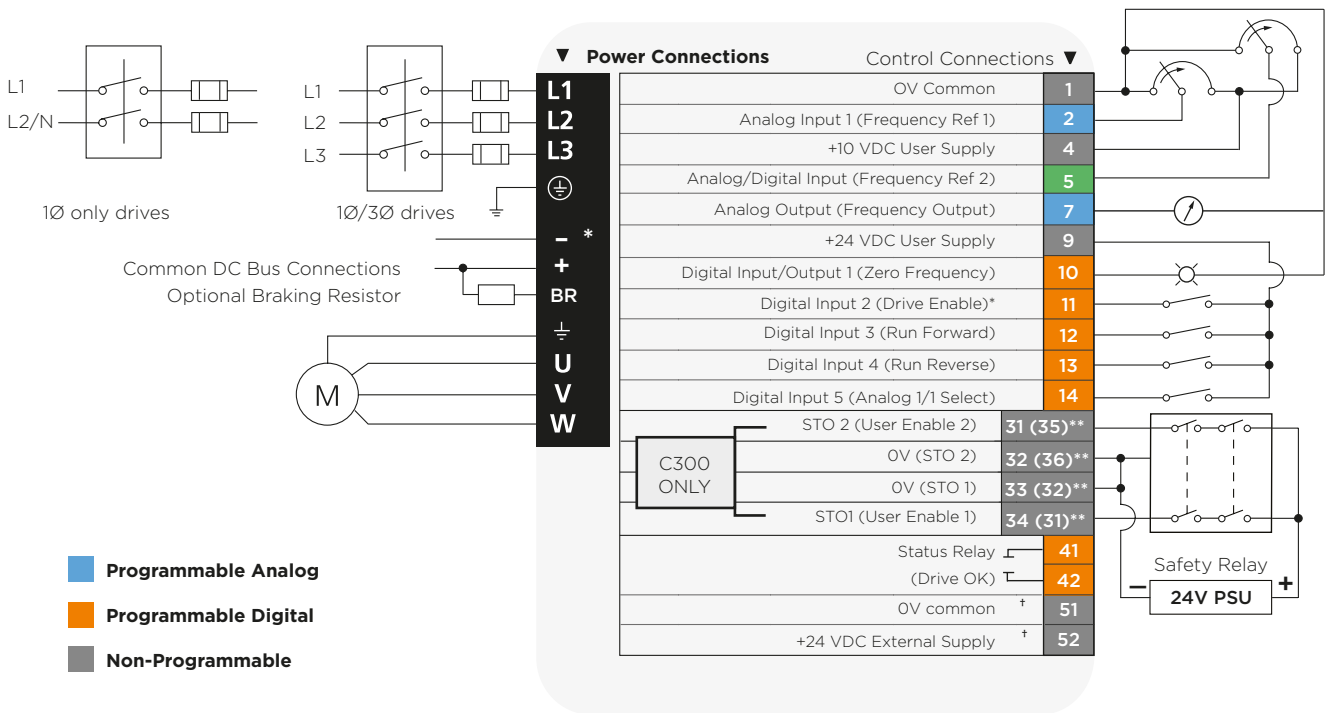 ▼ Power Connections
Control Connections ▼
L1
L2/N
1Ø only drives
L1
L2
L3
1Ø/3Ø drives
Common DC Bus Connections
Optional Braking Resistor
M
L1
L2
L3
– *
+
BR
U
V
W
0V Common 1
Analog Input 1 (Frequency Ref 1) 2
+10 VDC User Supply 4
Analog/Digital Input (Frequency Ref 2) 5
Analog Output (Frequency Output) 7
+24 VDC User Supply 9
Digital Input/Output 1 (Zero Frequency) 10
Digital Input 2 (Drive Enable)* 11
Digital Input 3 (Run Forward) 12
Digital Input 4 (Run Reverse) 13
Digital Input 5 (Analog 1/1 Select) 14
STO 2 (User Enable 2) 31 (35)**
0V (STO 2) 32 (36)**
0V (STO 1) 33 (32)**
STO1 (User Enable 1) 34 (31)**
C300
ONLY
Status Relay 41
(Drive OK) 42
0V common † 51
+24 VDC External Supply † 52
Safety Relay
– 24V PSU +
Programmable Analog
Programmable Digital
Non-Programmable